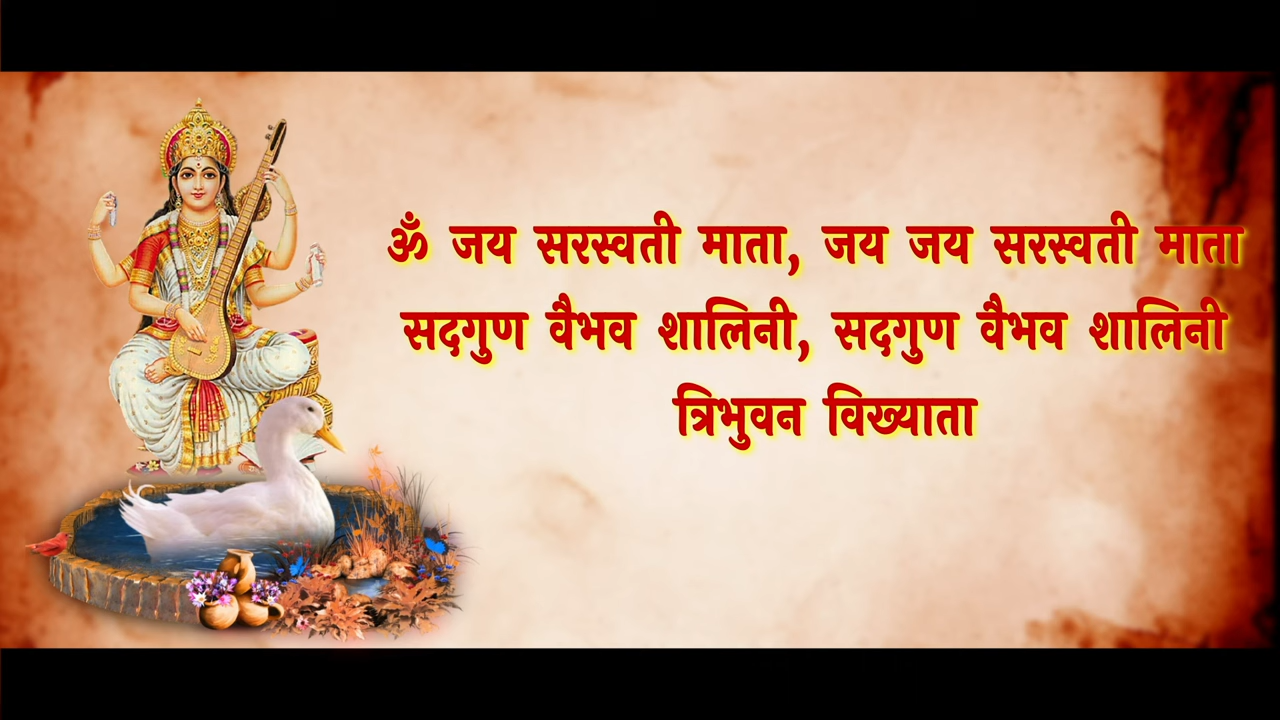 ॐ जय सरस्वती माता, जय जय सरस्वती माता
सदगुण वैभव शालिनी, सदगुण वैभव शालिनी
त्रिभुवन विख्याता